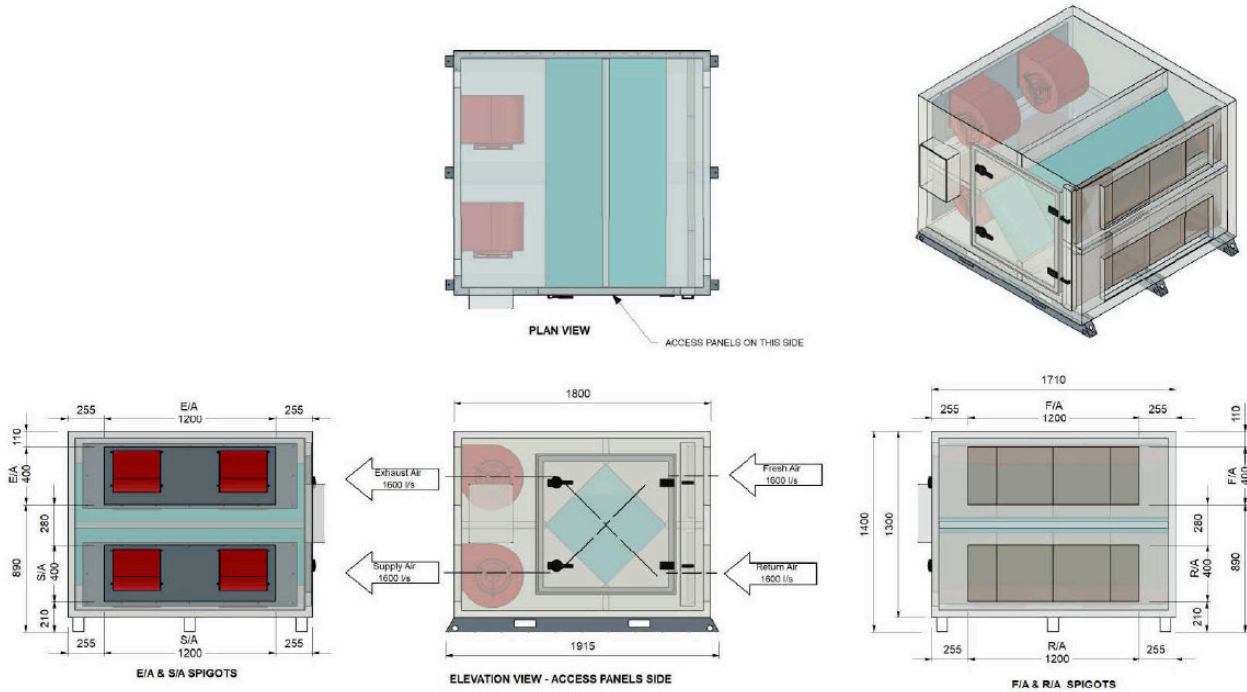 PLAN VIEW
ACCESS PANELS ON THIS SIDE
E/A
255
1200
255
110
E/A
400
280
890
S/A
400
210
S/A
255
1200
255
E/A & S/A SPIGOTS
1800
Exhaust Air
1600 l/s
Fresh Air
1600 l/s
Supply Air
1600 l/s
Return Air
1600 l/s
1915
ELEVATION VIEW - ACCESS PANELS SIDE
1710
F/A
255
1200
255
110
F/A
400
1400
1300
280
R/A
400
890
210
R/A
255
1200
255
F/A & R/A SPIGOTS